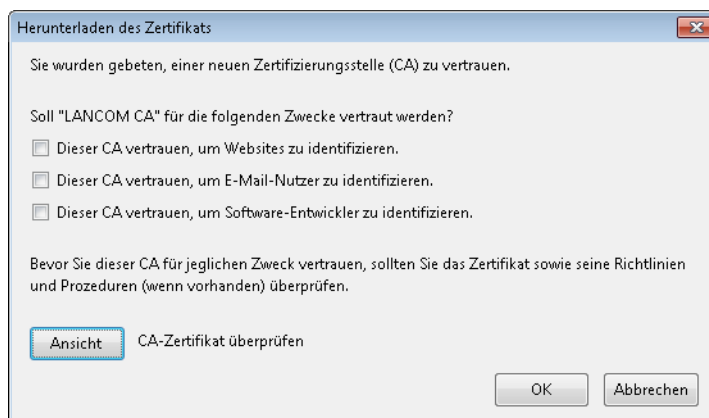 Herunterladen des Zertifikats
Sie wurden gebeten, einer neuen Zertifizierungsstelle (CA) zu vertrauen.
Soll "LANCOM CA" für die folgenden Zwecke vertraut werden?
Dieser CA vertrauen, um Websites zu identifizieren.
Dieser CA vertrauen, um E-Mail-Nutzer zu identifizieren.
Dieser CA vertrauen, um Software-Entwickler zu identifizieren.
Bevor Sie dieser CA für jeglichen Zweck vertrauen, sollten Sie das Zertifikat sowie seine Richtlinien
und Prozeduren (wenn vorhanden) überprüfen.
Ansicht CA-Zertifikat überprüfen
OK Abbrechen